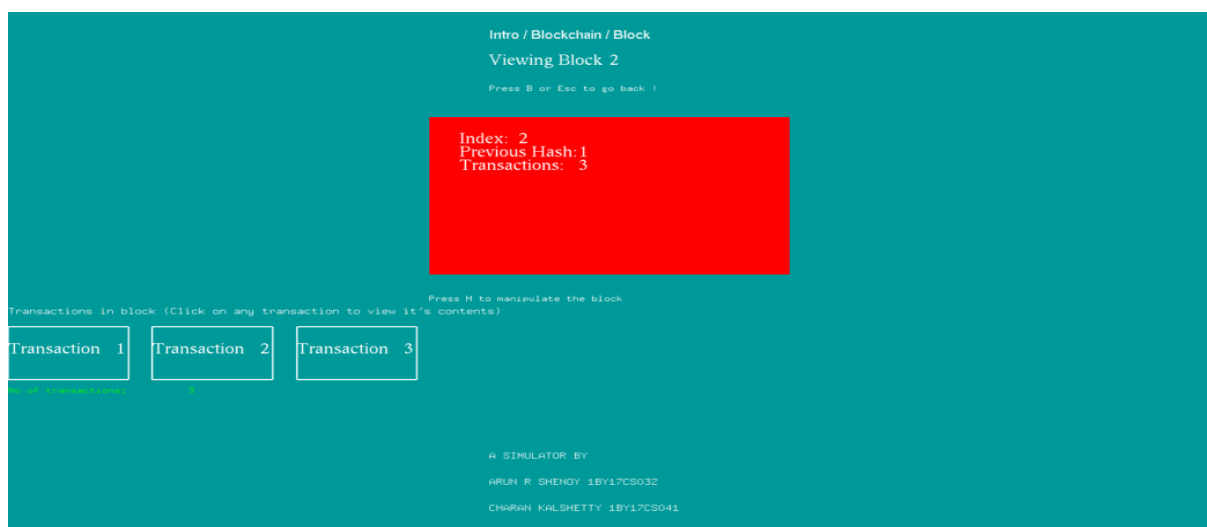 Intro / Blockchain / Block
Viewing Block 2
Press B or Esc to go back !
Index: 2
Previous Hash:1
Transactions: 3
Press M to manipulate the block
Transactions in block (Click on any transaction to view it's contents)
Transaction 1 Transaction 2 Transaction 3
No of transactions: 3
A SIMULATOR BY
ARUN R SHENOY 1BY17CS032
CHARAN KALSHETTY 1BY17CS041